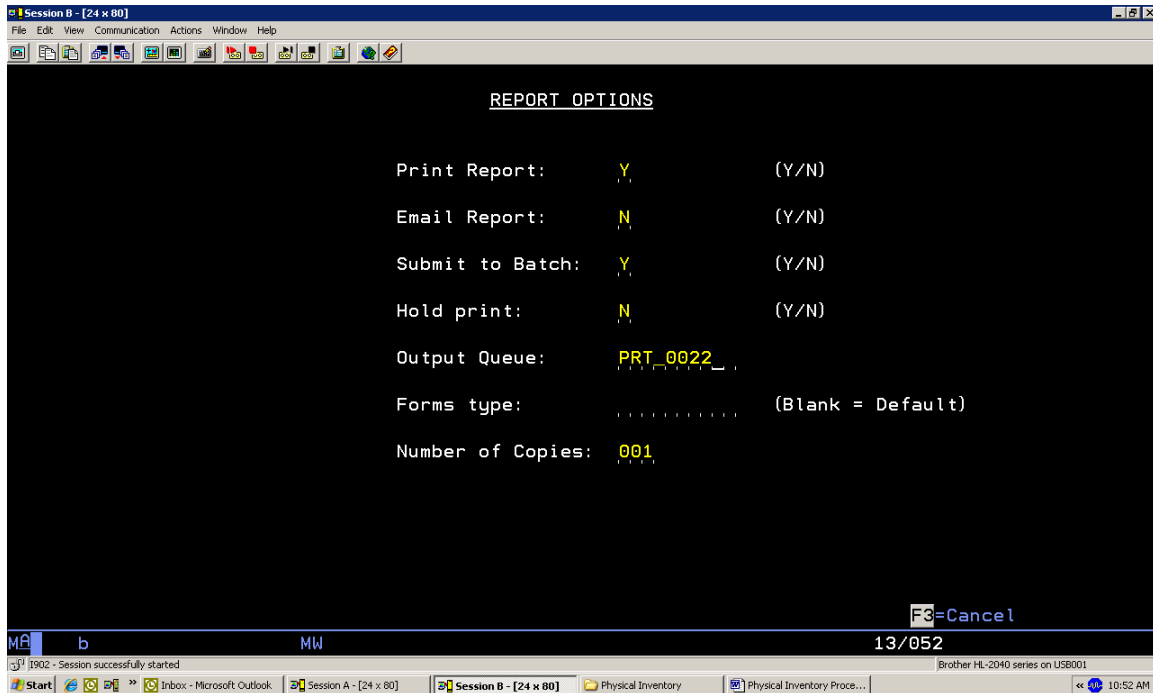 Session B - [24 x 80]
File Edit View Communication Actions Window Help
REPORT OPTIONS
Print Report: Y (Y/N)
Email Report: N (Y/N)
Submit to Batch: Y (Y/N)
Hold print: N (Y/N)
Output Queue: PRT_0022
Forms type: (Blank = Default)
Number of Copies: 001
F3=Cancel
MA b MW 13/052
I902 - Session successfully started Brother HL-2040 series on USB001
Start » Inbox - Microsoft Outlook Session A - [24 x 80] Session B - [24 x 80] Physical Inventory Physical Inventory Proce... « 10:52 AM